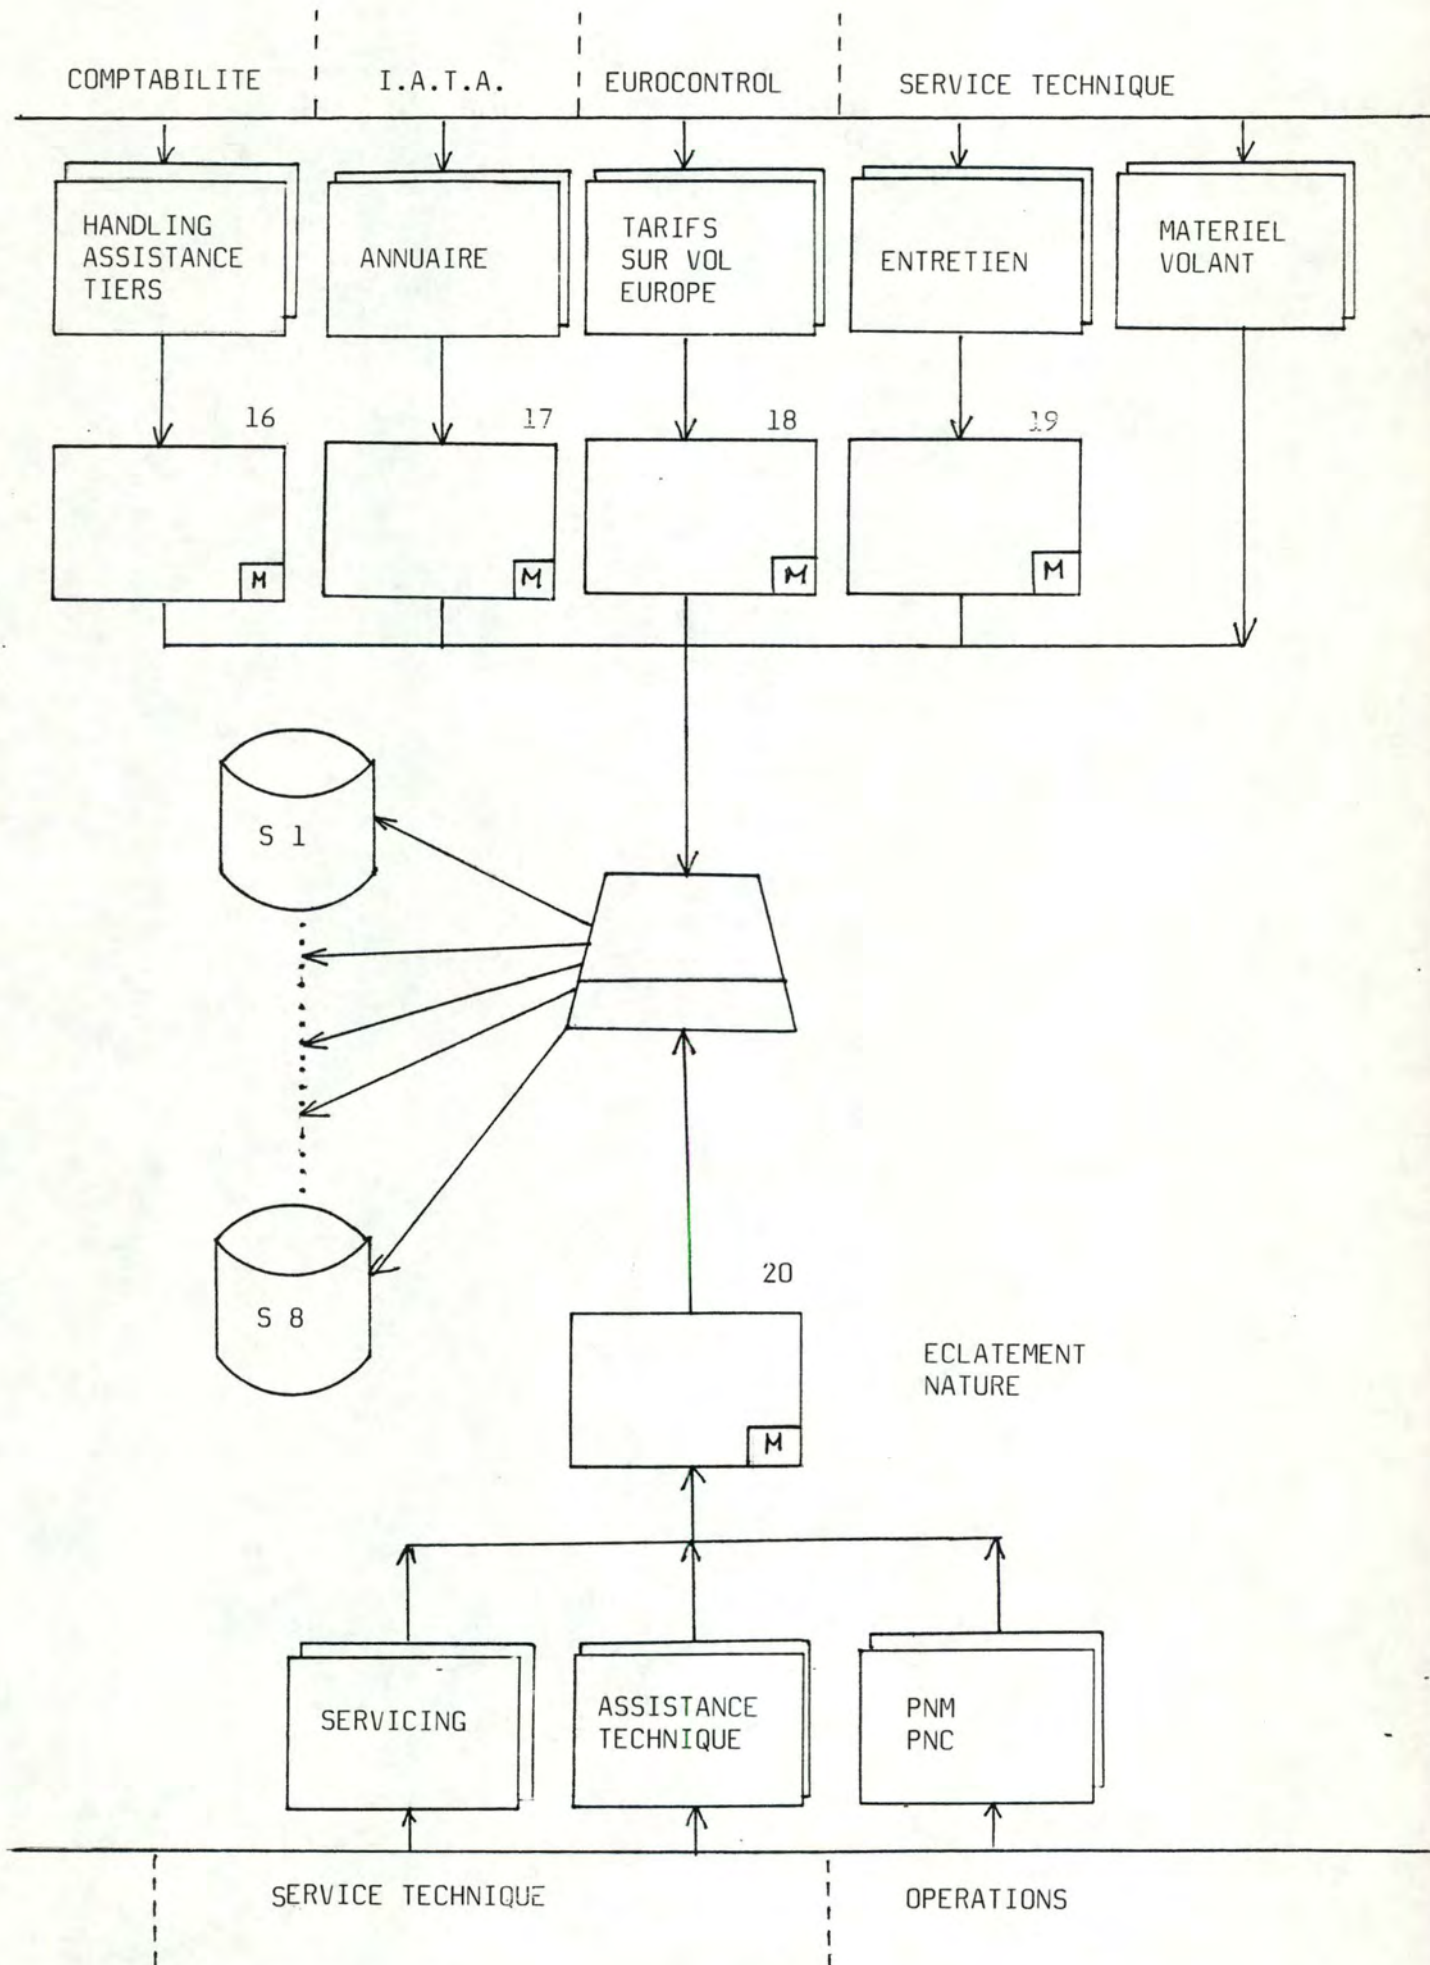 COMPTABILITE
I.A.T.A.
EUROCONTROL
SERVICE TECHNIQUE
HANDLING
ASSISTANCE
TIERS
ANNUAIRE
TARIFS
SUR VOL
EUROPE
ENTRETIEN
MATERIEL
VOLANT
16
17
18
19
M
M
M
M
S 1
S 8
20
ECLATEMENT
NATURE
M
SERVICING
ASSISTANCE
TECHNIQUE
PNM
PNC
SERVICE TECHNIQUE
OPERATIONS